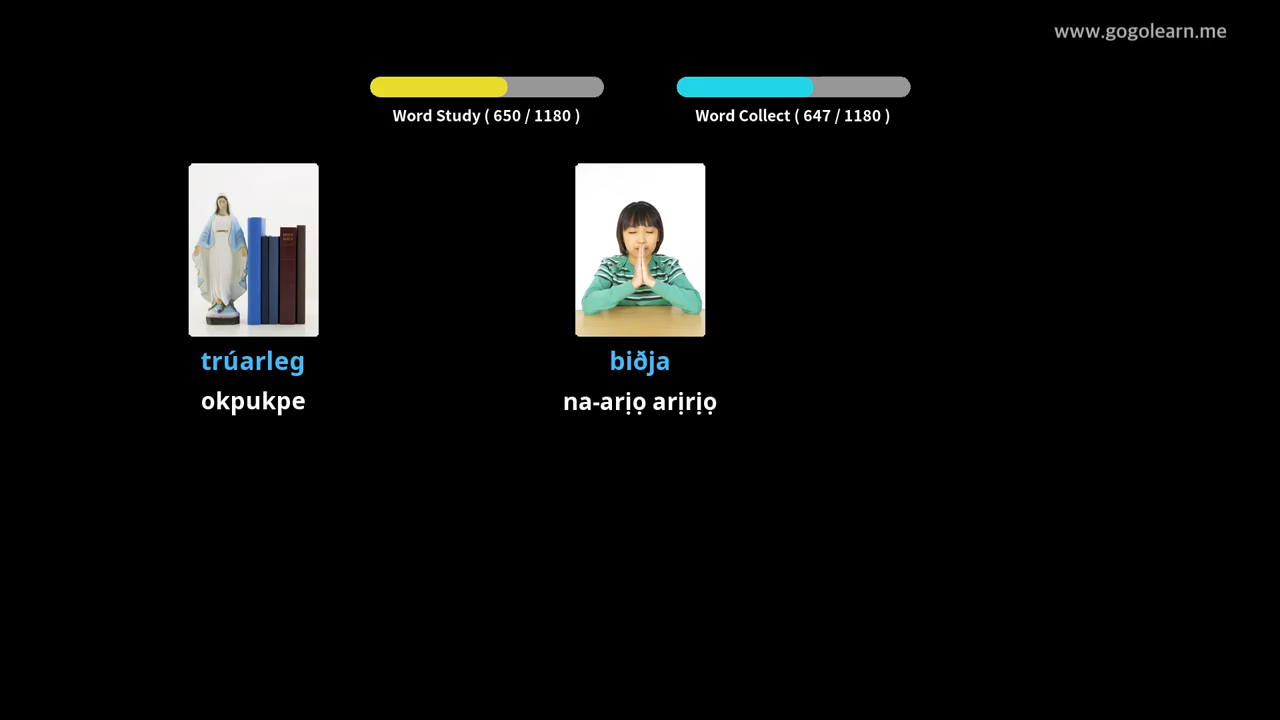 www.gogolearn.me
Word Study ( 650 / 1180 )
Word Collect ( 647 / 1180 )
trúarleg
okpukpe
biðja
na-arịọ arịrịọ